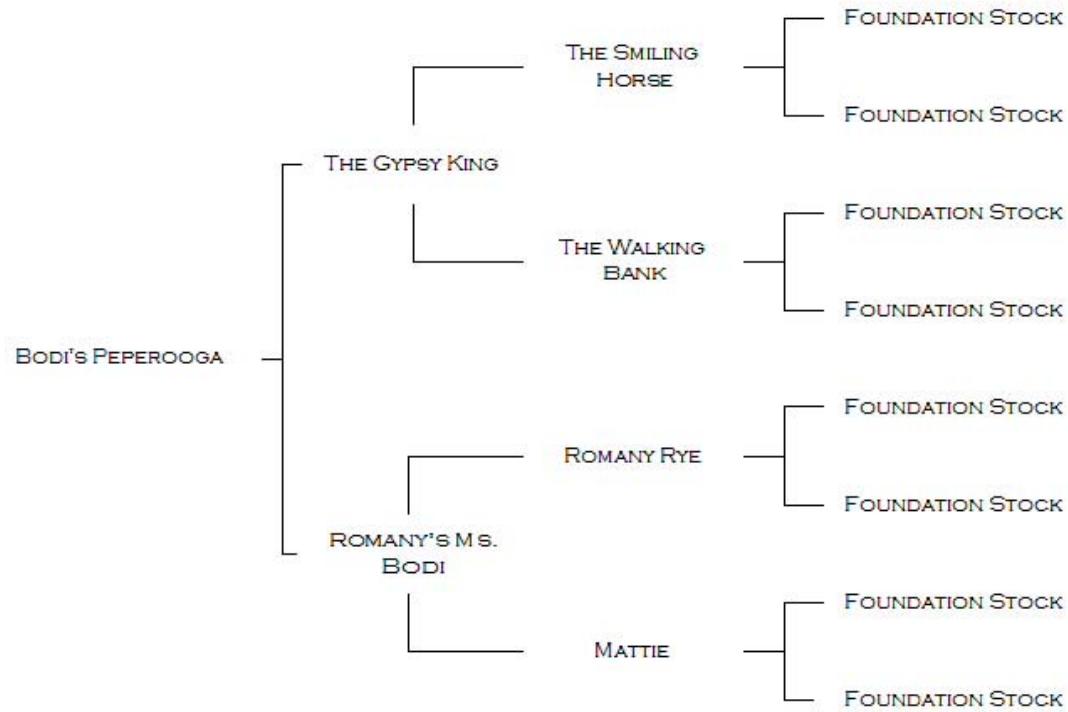 Foundation Stock
The Smiling
Horse
Foundation Stock
The Gypsy King
Foundation Stock
The Walking
Bank
Foundation Stock
Bodi's Peperooga
Foundation Stock
Romany Rye
Foundation Stock
Romany's Ms.
Bodi
Foundation Stock
Mattie
Foundation Stock